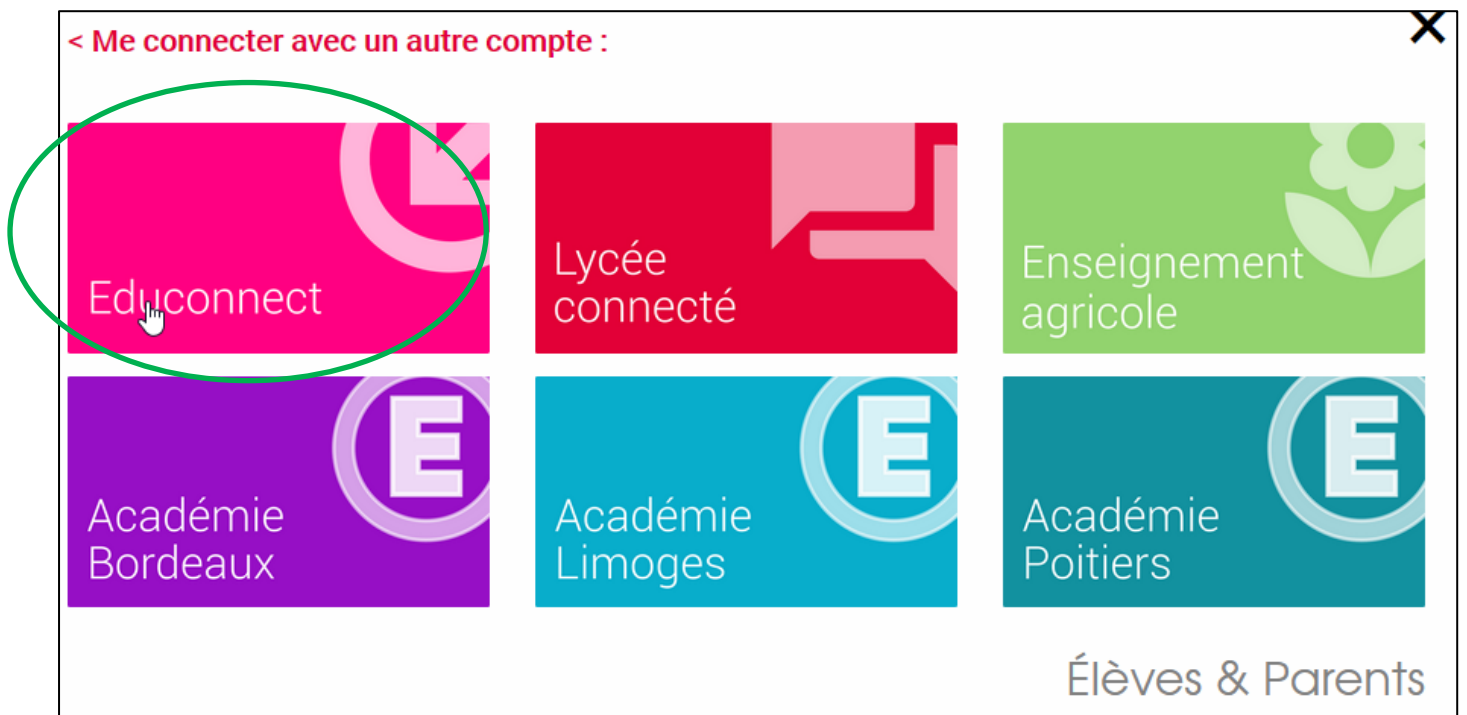 < Me connecter avec un autre compte :
X
Educonnect
Lycée
connecté
Enseignement
agricole
E
Académie
Bordeaux
E
Académie
Limoges
E
Académie
Poitiers
Élèves & Parents